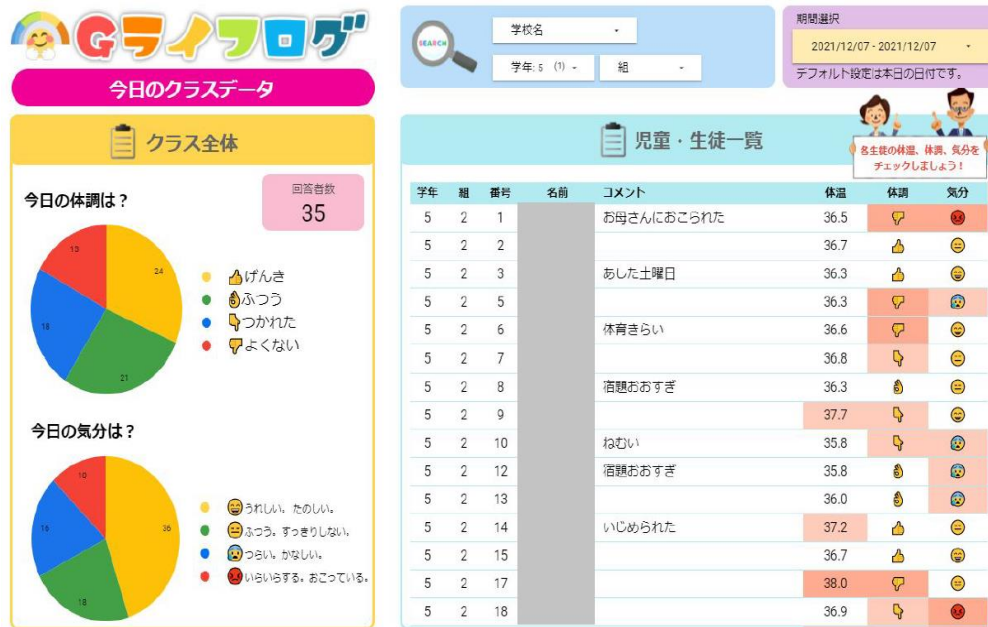 Gライフログ
今日のクラスデータ
SEARCH
学校名
学年: 5 (1)
組
期間選択
2021/12/07 - 2021/12/07
デフォルト設定は本日の日付です。
クラス全体
今日の体調は？
回答者数
35
13
24
18
21
👍げんき
👌ふつう
👇つかれた
👎よくない
今日の気分は？
10
16
36
18
😄うれしい。たのしい。
😐ふつう。すっきりしない。
😰つらい。かなしい。
😡いらいらする。おこっている。
児童・生徒一覧
各生徒の体温、体調、気分を
チェックしましょう！
学年 組 番号 名前 コメント 体温 体調 気分
5 2 1 お母さんにおこられた 36.5 👎 😡
5 2 2 36.7 👍 😐
5 2 3 あした土曜日 36.3 👍 😄
5 2 5 36.3 👎 😰
5 2 6 体育きらい 36.6 👎 😄
5 2 7 36.8 👇 😐
5 2 8 宿題おおすぎ 36.3 👌 😐
5 2 9 37.7 👇 😄
5 2 10 ねむい 35.8 👇 😰
5 2 12 宿題おおすぎ 35.8 👌 😰
5 2 13 36.0 👌 😰
5 2 14 いじめられた 37.2 👍 😐
5 2 15 36.7 👍 😄
5 2 17 38.0 👎 😐
5 2 18 36.9 👇 😡